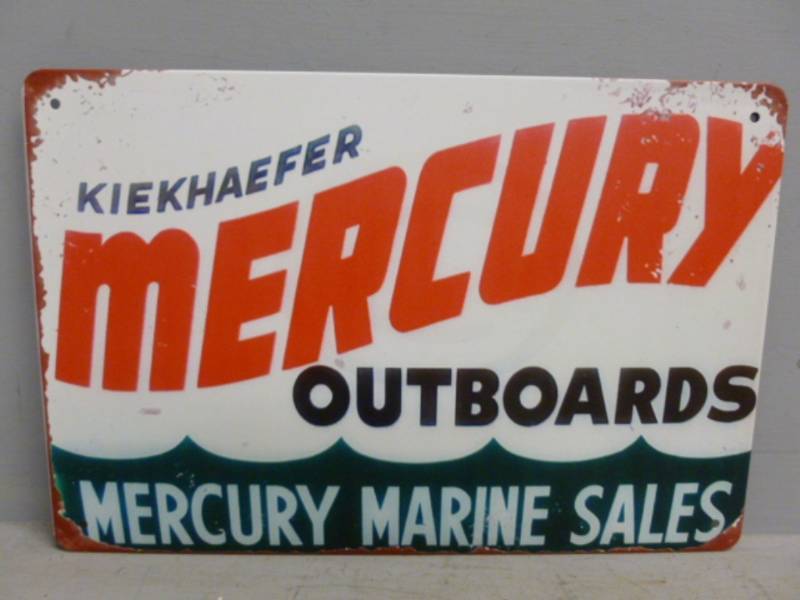 KIEKHAEFER
MERCURY
OUTBOARDS
MERCURY MARINE SALES